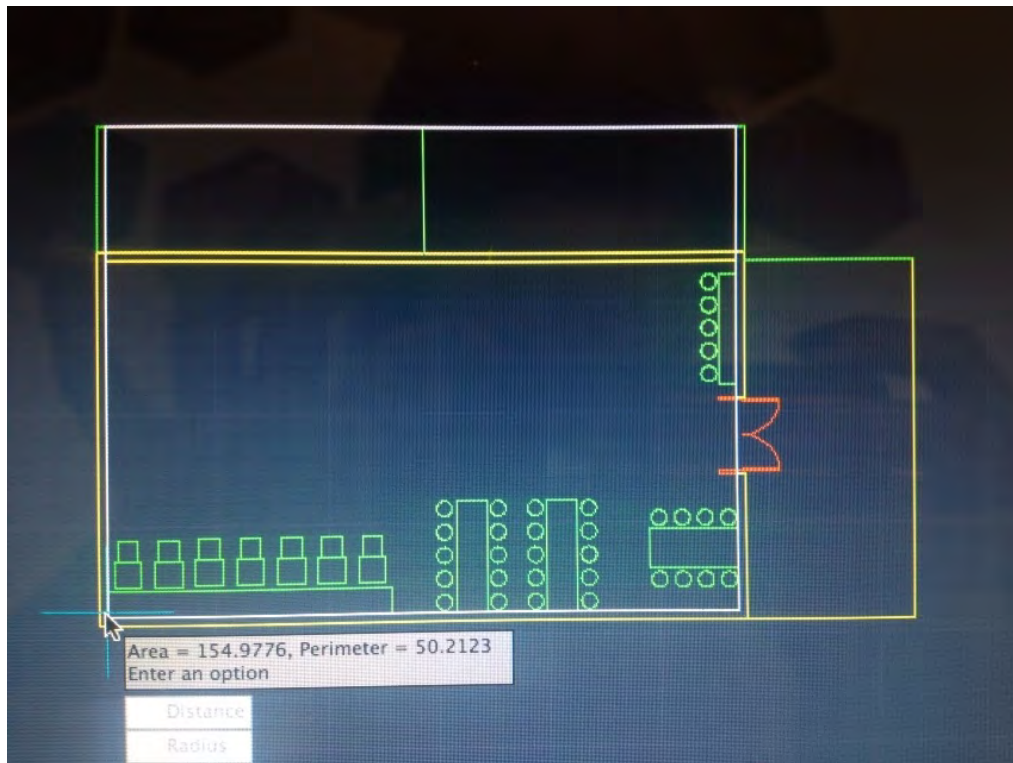 Area = 154.9776, Perimeter = 50.2123
Enter an option
Distance
Radius